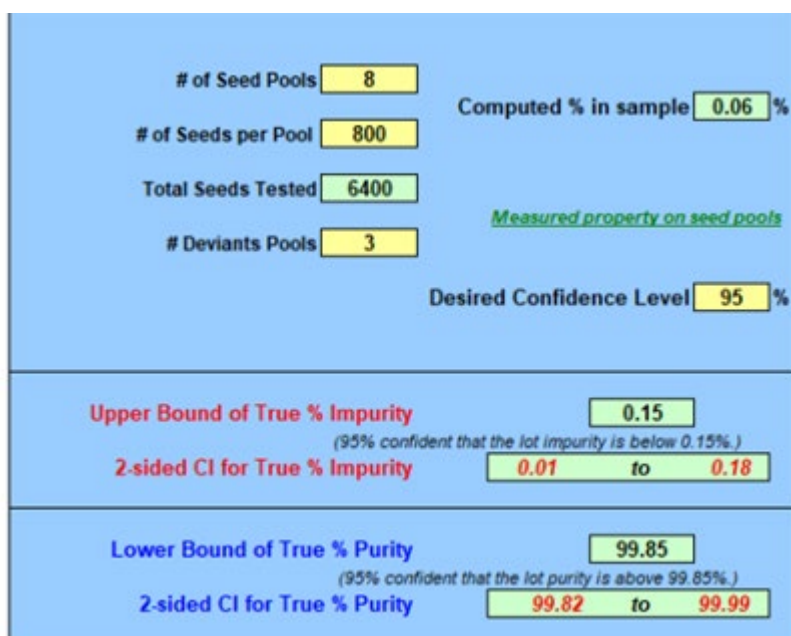 # of Seed Pools 8
Computed % in sample 0.06 %
# of Seeds per Pool 800
Total Seeds Tested 6400
Measured property on seed pools
# Deviants Pools 3
Desired Confidence Level 95 %
Upper Bound of True % Impurity 0.15
(95% confident that the lot impurity is below 0.15%.)
2-sided CI for True % Impurity 0.01 to 0.18
Lower Bound of True % Purity 99.85
(95% confident that the lot purity is above 99.85%.)
2-sided CI for True % Purity 99.82 to 99.99